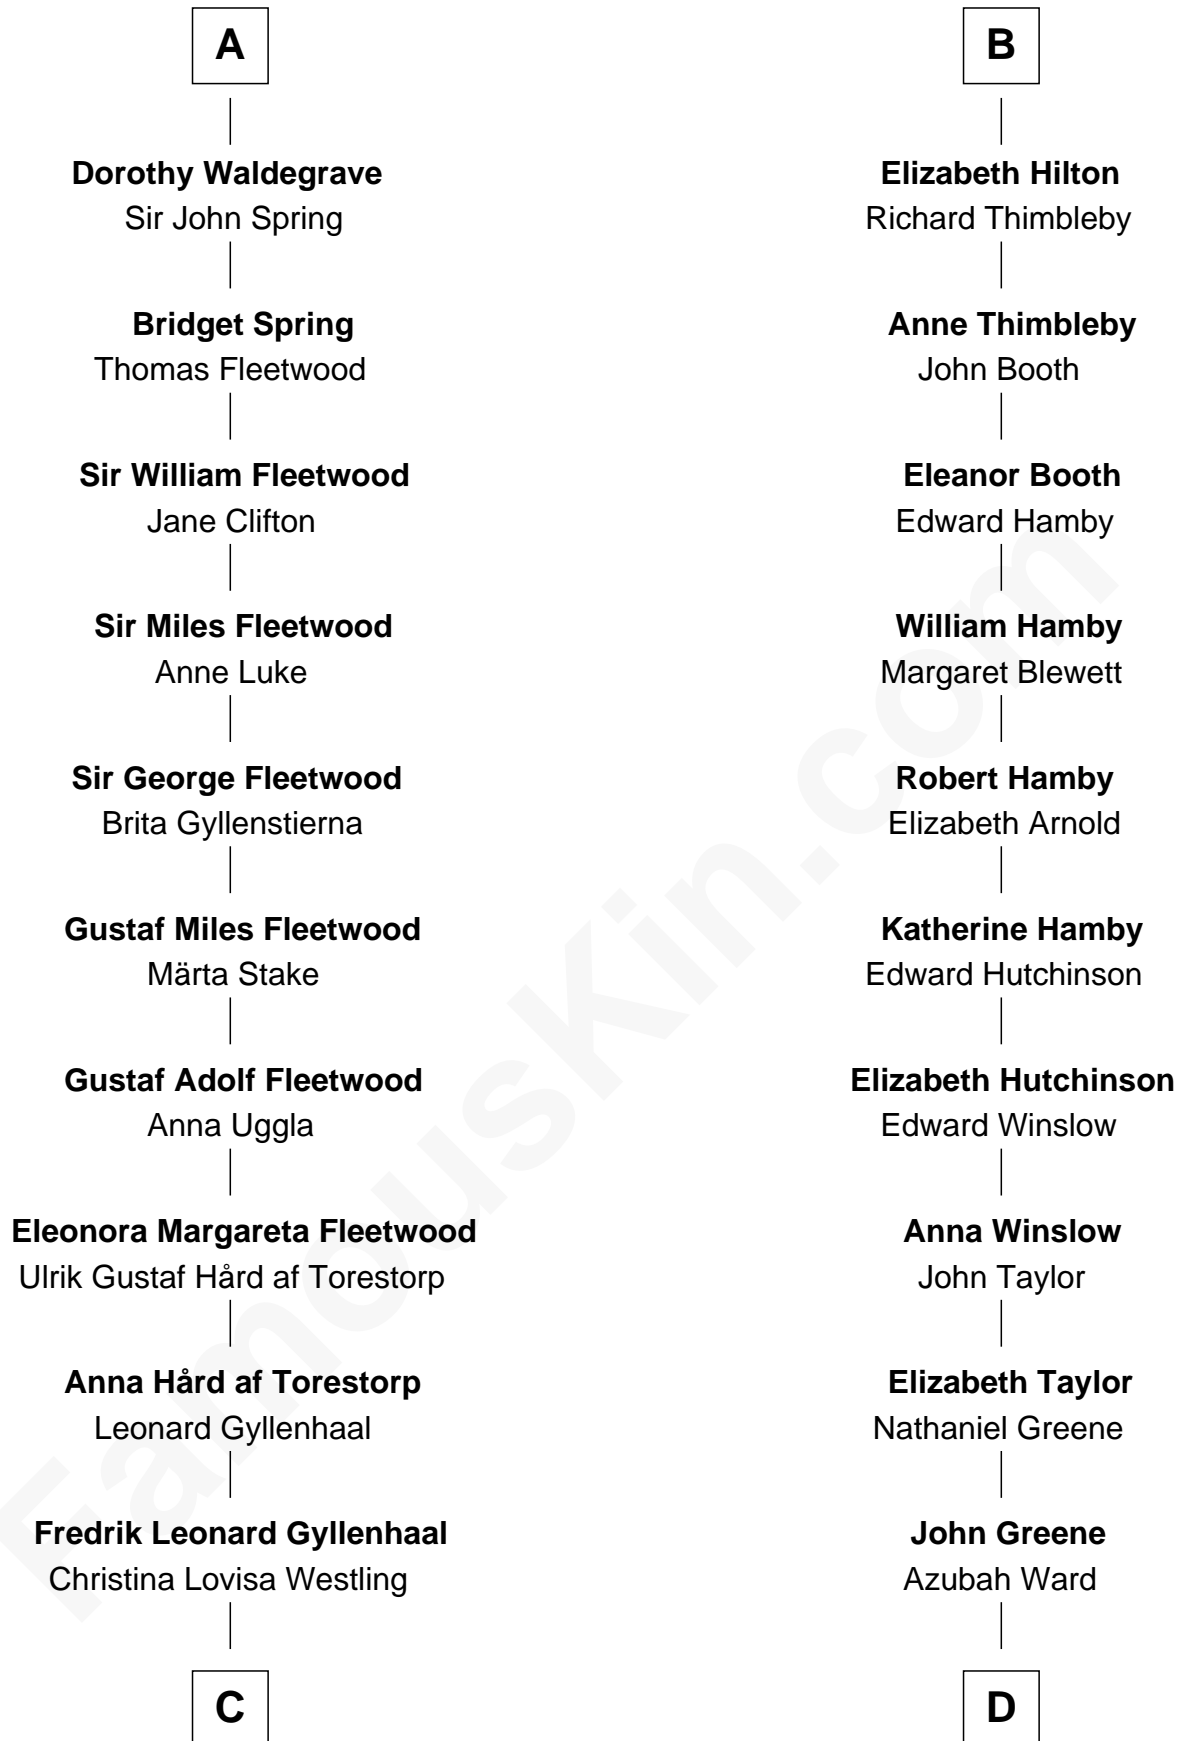 A
Dorothy Waldegrave
Sir John Spring
Bridget Spring
Thomas Fleetwood
Sir William Fleetwood
Jane Clifton
Sir Miles Fleetwood
Anne Luke
Sir George Fleetwood
Brita Gyllenstierna
Gustaf Miles Fleetwood
Märta Stake
Gustaf Adolf Fleetwood
Anna Uggla
Eleonora Margareta Fleetwood
Ulrik Gustaf Hård af Torestorp
Anna Hård af Torestorp
Leonard Gyllenhaal
Fredrik Leonard Gyllenhaal
Christina Lovisa Westling
C
B
Elizabeth Hilton
Richard Thimbleby
Anne Thimbleby
John Booth
Eleanor Booth
Edward Hamby
William Hamby
Margaret Blewett
Robert Hamby
Elizabeth Arnold
Katherine Hamby
Edward Hutchinson
Elizabeth Hutchinson
Edward Winslow
Anna Winslow
John Taylor
Elizabeth Taylor
Nathaniel Greene
John Greene
Azubah Ward
D
FamousKin.com